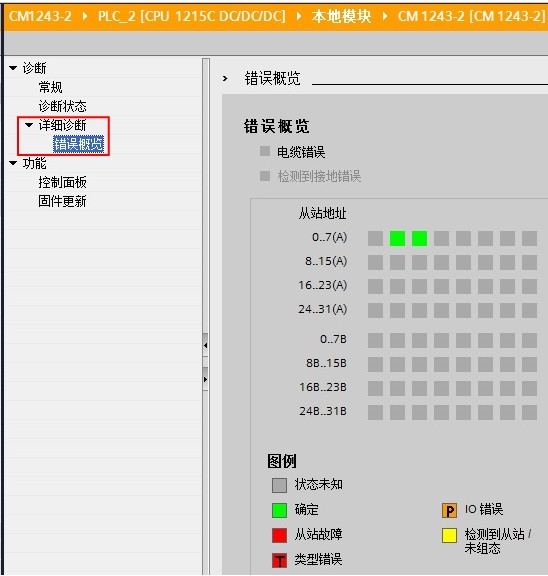 CM1243-2 ▸ PLC_2 [CPU 1215C DC/DC/DC] ▸ 本地模块 ▸ CM 1243-2 [CM 1243-2]
诊断
常规
诊断状态
详细诊断
错误概览
功能
控制面板
固件更新
错误概览
错误概览
电缆错误
检测到接地错误
从站地址
0..7(A)
8..15(A)
16..23(A)
24..31(A)
0..7B
8B..15B
16B..23B
24B..31B
图例
状态未知
确定
P IO 错误
从站故障
检测到从站 /
未组态
T 类型错误